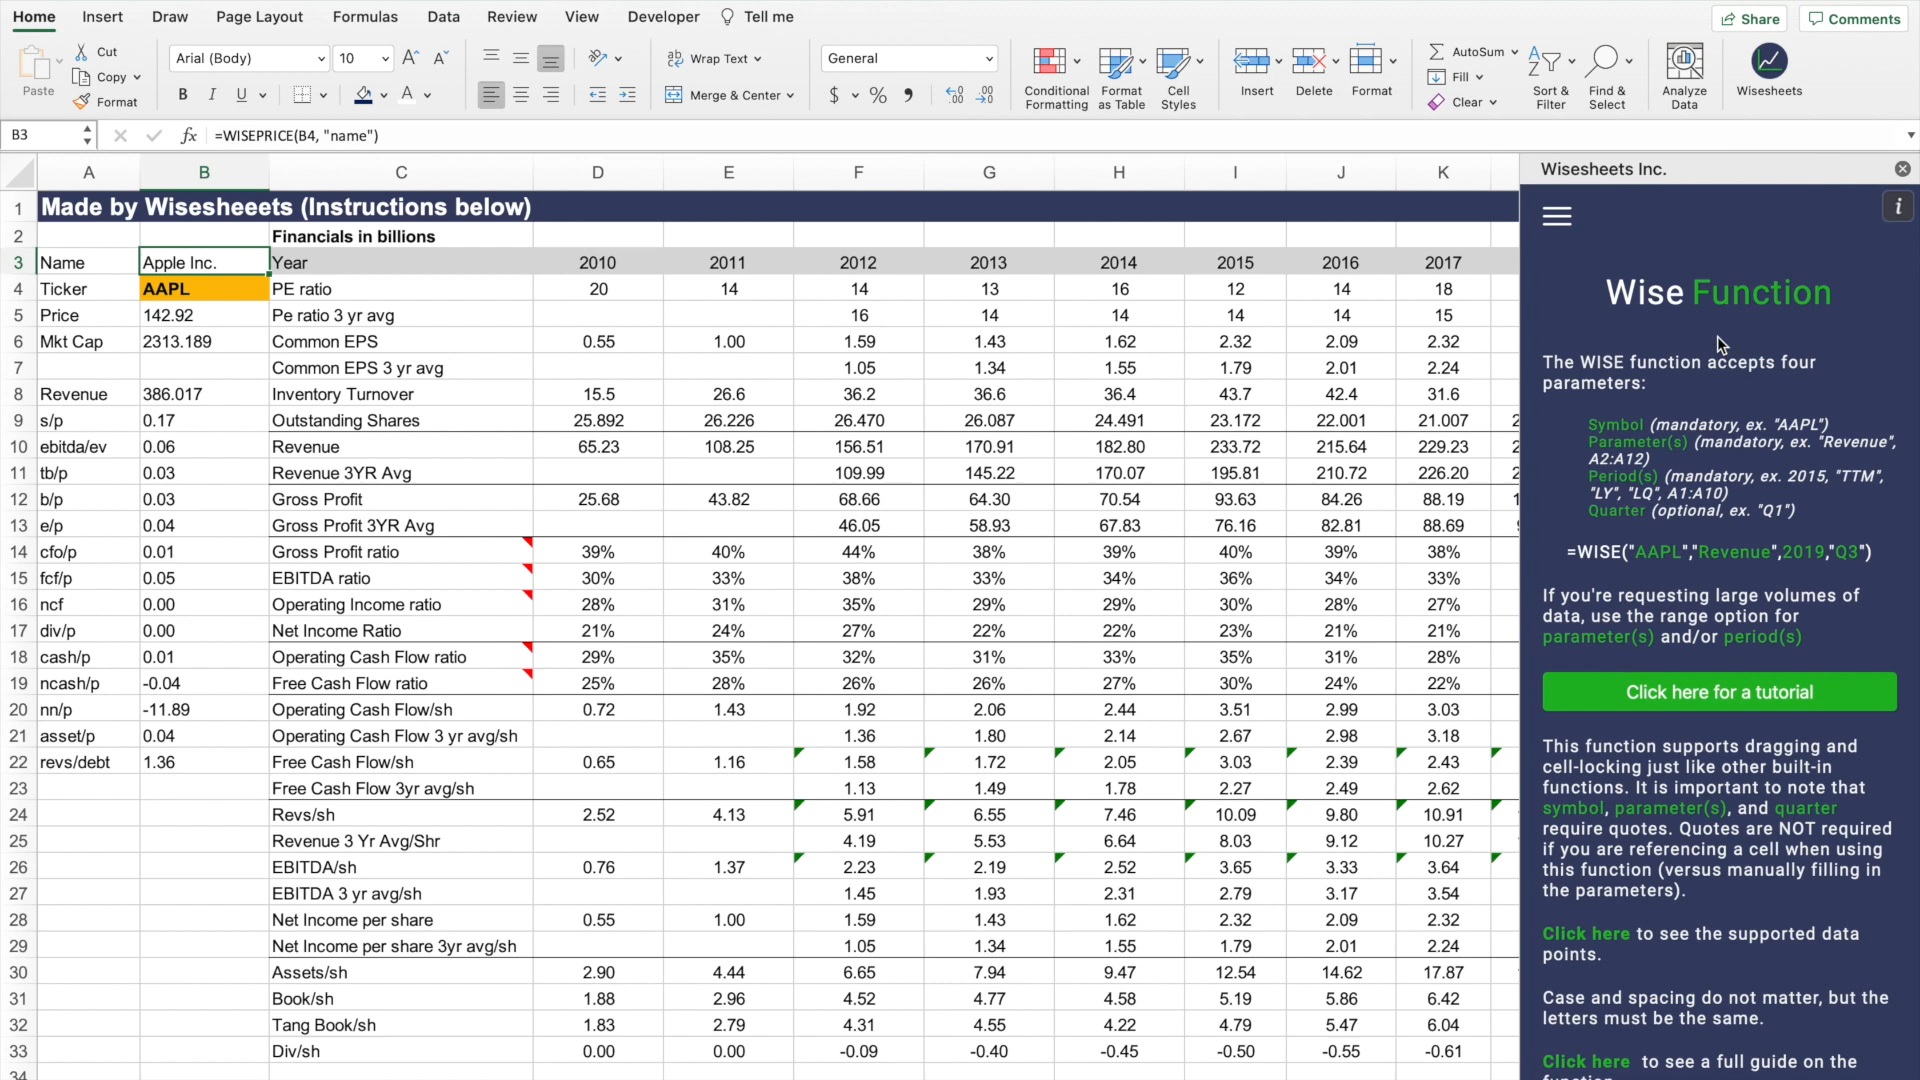 Home Insert Draw Page Layout Formulas Data Review View Developer Tell me Share Comments
Paste Cut Copy Format
Arial (Body) 10 A^ A˅
B I U A
ab c Wrap Text
Merge & Center
General
$ % 9 .00 .00
Conditional Formatting Format as Table Cell Styles Insert Delete Format
AutoSum Fill Clear
Sort & Filter Find & Select Analyze Data Wisesheets
B3 fx =WISEPRICE(B4, "name")
A B C D E F G H I J K
1 Made by Wisesheeets (Instructions below)
2 Financials in billions
3 Name Apple Inc. Year 2010 2011 2012 2013 2014 2015 2016 2017
4 Ticker AAPL PE ratio 20 14 14 13 16 12 14 18
5 Price 142.92 Pe ratio 3 yr avg 16 14 14 14 14 15
6 Mkt Cap 2313.189 Common EPS 0.55 1.00 1.59 1.43 1.62 2.32 2.09 2.32
7 Common EPS 3 yr avg 1.05 1.34 1.55 1.79 2.01 2.24
8 Revenue 386.017 Inventory Turnover 15.5 26.6 36.2 36.6 36.4 43.7 42.4 31.6
9 s/p 0.17 Outstanding Shares 25.892 26.226 26.470 26.087 24.491 23.172 22.001 21.007 2
10 ebitda/ev 0.06 Revenue 65.23 108.25 156.51 170.91 182.80 233.72 215.64 229.23 2
11 tb/p 0.03 Revenue 3YR Avg 109.99 145.22 170.07 195.81 210.72 226.20 2
12 b/p 0.03 Gross Profit 25.68 43.82 68.66 64.30 70.54 93.63 84.26 88.19 1
13 e/p 0.04 Gross Profit 3YR Avg 46.05 58.93 67.83 76.16 82.81 88.69
14 cfo/p 0.01 Gross Profit ratio 39% 40% 44% 38% 39% 40% 39% 38%
15 fcf/p 0.05 EBITDA ratio 30% 33% 38% 33% 34% 36% 34% 33%
16 ncf 0.00 Operating Income ratio 28% 31% 35% 29% 29% 30% 28% 27%
17 div/p 0.00 Net Income Ratio 21% 24% 27% 22% 22% 23% 21% 21%
18 cash/p 0.01 Operating Cash Flow ratio 29% 35% 32% 31% 33% 35% 31% 28%
19 ncash/p -0.04 Free Cash Flow ratio 25% 28% 26% 26% 27% 30% 24% 22%
20 nn/p -11.89 Operating Cash Flow/sh 0.72 1.43 1.92 2.06 2.44 3.51 2.99 3.03
21 asset/p 0.04 Operating Cash Flow 3 yr avg/sh 1.36 1.80 2.14 2.67 2.98 3.18
22 revs/debt 1.36 Free Cash Flow/sh 0.65 1.16 1.58 1.72 2.05 3.03 2.39 2.43
23 Free Cash Flow 3yr avg/sh 1.13 1.49 1.78 2.27 2.49 2.62
24 Revs/sh 2.52 4.13 5.91 6.55 7.46 10.09 9.80 10.91
25 Revenue 3 Yr Avg/Shr 4.19 5.53 6.64 8.03 9.12 10.27
26 EBITDA/sh 0.76 1.37 2.23 2.19 2.52 3.65 3.33 3.64
27 EBITDA 3 yr avg/sh 1.45 1.93 2.31 2.79 3.17 3.54
28 Net Income per share 0.55 1.00 1.59 1.43 1.62 2.32 2.09 2.32
29 Net Income per share 3yr avg/sh 1.05 1.34 1.55 1.79 2.01 2.24
30 Assets/sh 2.90 4.44 6.65 7.94 9.47 12.54 14.62 17.87
31 Book/sh 1.88 2.96 4.52 4.77 4.58 5.19 5.86 6.42
32 Tang Book/sh 1.83 2.79 4.31 4.55 4.22 4.79 5.47 6.04
33 Div/sh 0.00 0.00 -0.09 -0.40 -0.45 -0.50 -0.55 -0.61
34
Wisesheets Inc.
i
Wise Function
The WISE function accepts four
parameters:
Symbol (mandatory, ex. "AAPL")
Parameter(s) (mandatory, ex. "Revenue",
A2:A12)
Period(s) (mandatory, ex. 2015, "TTM",
"LY", "LQ", A1:A10)
Quarter (optional, ex. "Q1")
=WISE("AAPL","Revenue",2019,"Q3")
If you're requesting large volumes of
data, use the range option for
parameter(s) and/or period(s)
Click here for a tutorial
This function supports dragging and
cell-locking just like other built-in
functions. It is important to note that
symbol, parameter(s), and quarter
require quotes. Quotes are NOT required
if you are referencing a cell when using
this function (versus manually filling in
the parameters).
Click here to see the supported data
points.
Case and spacing do not matter, but the
letters must be the same.
Click here to see a full guide on the